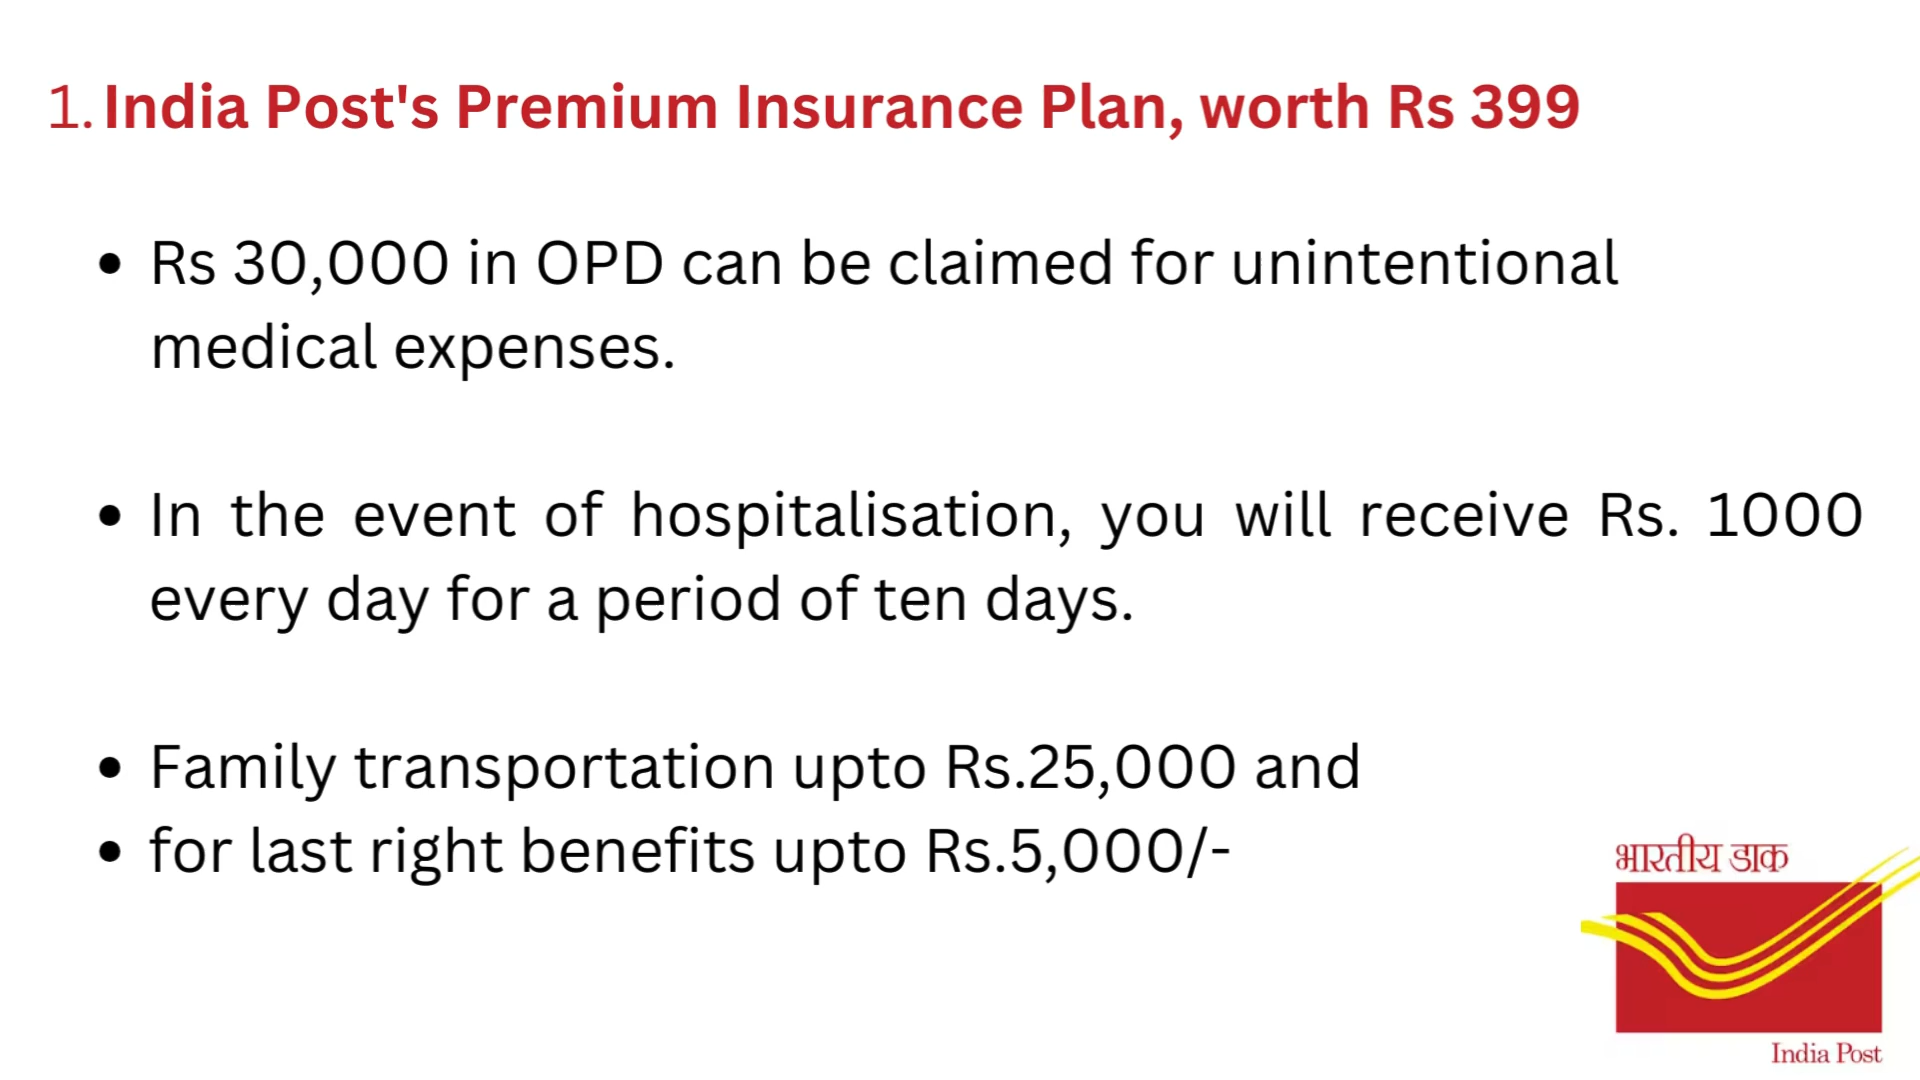 1. India Post's Premium Insurance Plan, worth Rs 399
• Rs 30,000 in OPD can be claimed for unintentional
medical expenses.
• In the event of hospitalisation, you will receive Rs. 1000
every day for a period of ten days.
• Family transportation upto Rs.25,000 and
• for last right benefits upto Rs.5,000/-
भारतीय डाक
India Post